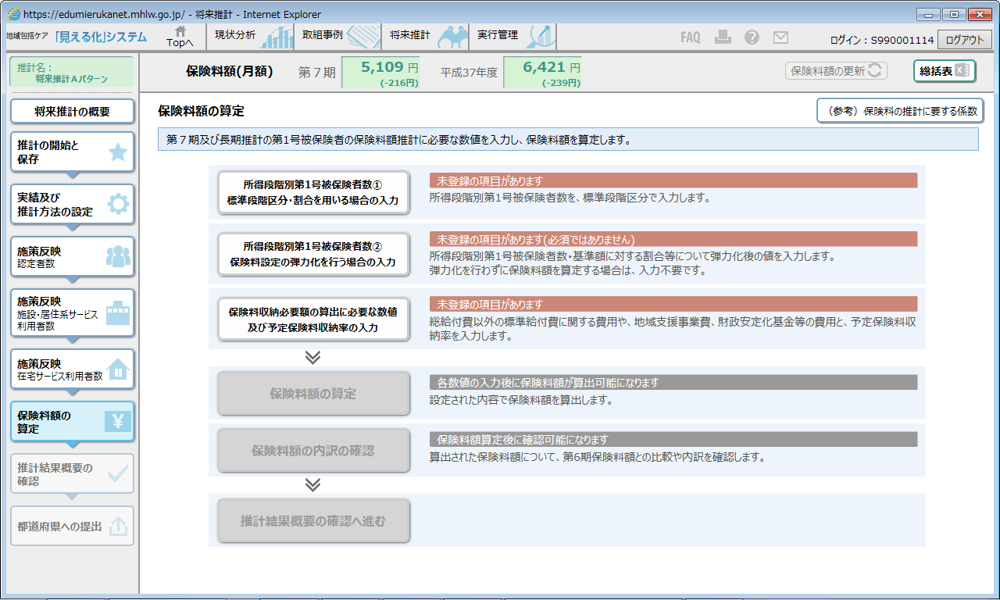 https://edumierukanet.mhlw.go.jp/ - 将来推計 - Internet Explorer
地域包括ケア 「見える化」システム
Topへ
現状分析
取組事例
将来推計
実行管理
FAQ
ログイン：S990001114
ログアウト
推計名：
将来推計Ａパターン
保険料額(月額)
第７期
5,109 円
(-216円)
平成37年度
6,421 円
(-239円)
保険料額の更新
総括表
将来推計の概要
推計の開始と
保存
実績及び
推計方法の設定
施策反映
認定者数
施策反映
施設・居住系サービス
利用者数
施策反映
在宅サービス利用者数
保険料額の
算定
¥
推計結果概要の
確認
都道府県への提出
保険料額の算定
（参考）保険料の推計に要する係数
第７期及び長期推計の第1号被保険者の保険料額推計に必要な数値を入力し、保険料額を算定します。
所得段階別第1号被保険者数①
標準段階区分・割合を用いる場合の入力
未登録の項目があります
所得段階別第1号被保険者数を、標準段階区分で入力します。
所得段階別第1号被保険者数②
保険料設定の弾力化を行う場合の入力
未登録の項目があります(必須ではありません)
所得段階別第1号被保険者数・基準額に対する割合等について弾力化後の値を入力します。
弾力化を行わずに保険料額を算定する場合は、入力不要です。
保険料収納必要額の算出に必要な数値
及び予定保険料収納率の入力
未登録の項目があります
総給付費以外の標準給付費に関する費用や、地域支援事業費、財政安定化基金等の費用と、予定保険料収
納率を入力します。
保険料額の算定
各数値の入力後に保険料額が算出可能になります
設定された内容で保険料額を算出します。
保険料額の内訳の確認
保険料額算定後に確認可能になります
算出された保険料額について、第6期保険料額との比較や内訳を確認します。
推計結果概要の確認へ進む